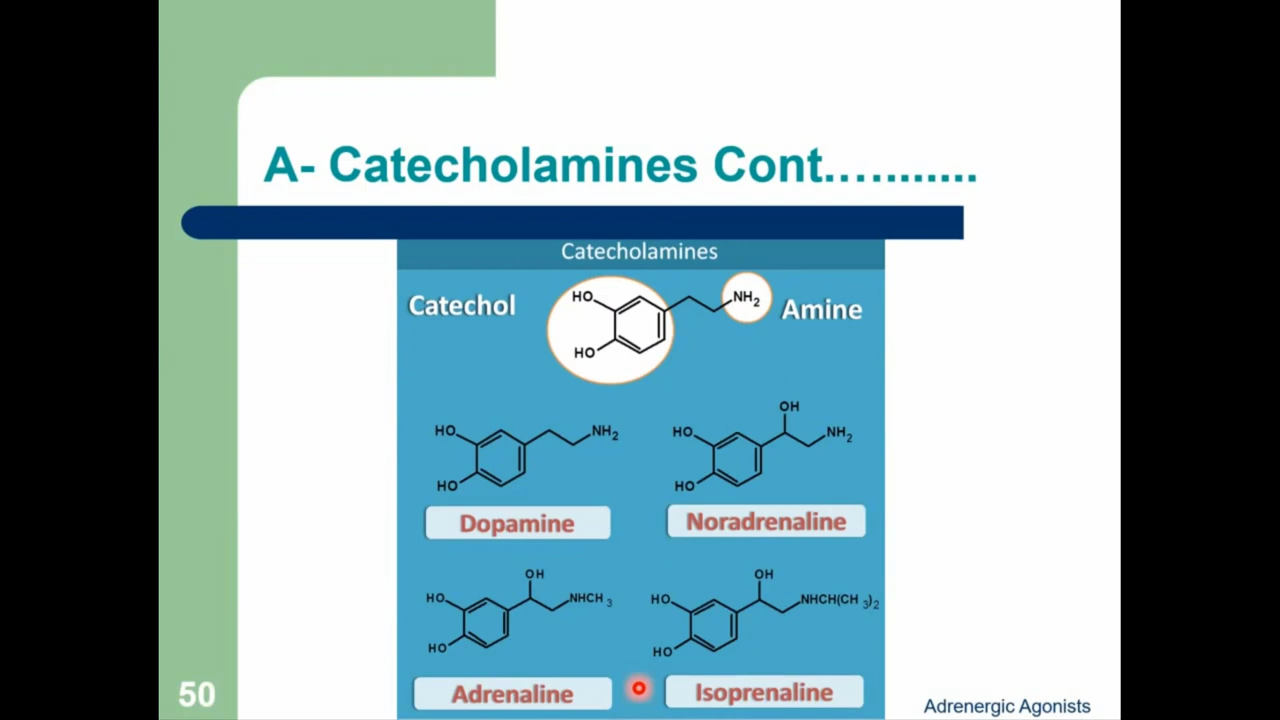 A- Catecholamines Cont.…........
Catecholamines
Catechol
HO
HO
NH2
Amine
HO
HO
NH2
Dopamine
OH
HO
HO
NH2
Noradrenaline
OH
HO
HO
NHCH3
Adrenaline
OH
HO
HO
NHCH(CH3)2
Isoprenaline
50
Adrenergic Agonists